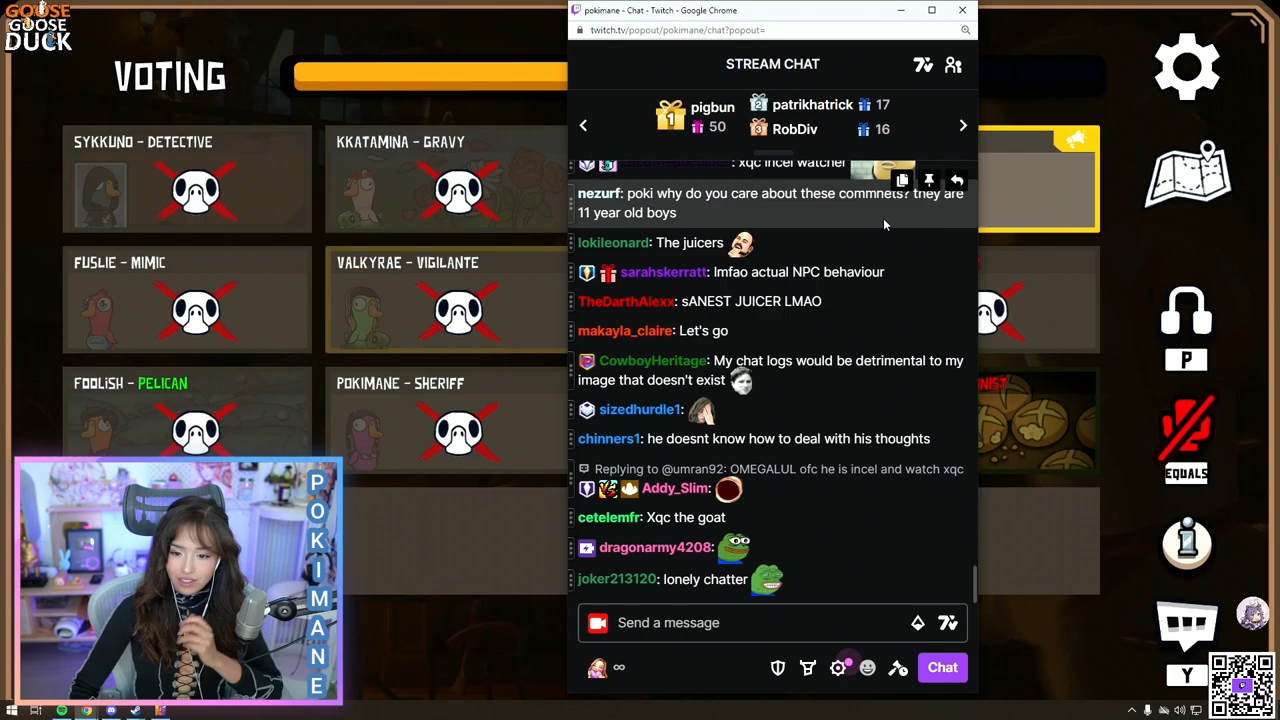 GOOSE
GOOSE
DUCK
VOTING
SYKKUNO - DETECTIVE
KKATAMINA - GRAVY
FUSLIE - MIMIC
VALKYRAE - VIGILANTE
FOOLISH - PELICAN
POKIMANE - SHERIFF
POKIMANE
pokimane - Chat - Twitch - Google Chrome
twitch.tv/popout/pokimane/chat?popout=
STREAM CHAT
1 pigbun 50
2 patrikhatrick 17
3 RobDiv 16
xqc incel watcher
nezurf: poki why do you care about these commnets? they are
11 year old boys
lokileonard: The juicers
sarahskerratt: lmfao actual NPC behaviour
TheDarthAlexx: sANEST JUICER LMAO
makayla_claire: Let's go
CowboyHeritage: My chat logs would be detrimental to my
image that doesn't exist
sizedhurdle1:
chinners1: he doesnt know how to deal with his thoughts
Replying to @umran92: OMEGALUL ofc he is incel and watch xqc
Addy_Slim:
cetelemfr: Xqc the goat
dragonarmy4208:
joker213120: lonely chatter
Send a message
∞
Chat
P
EQUALS
Y